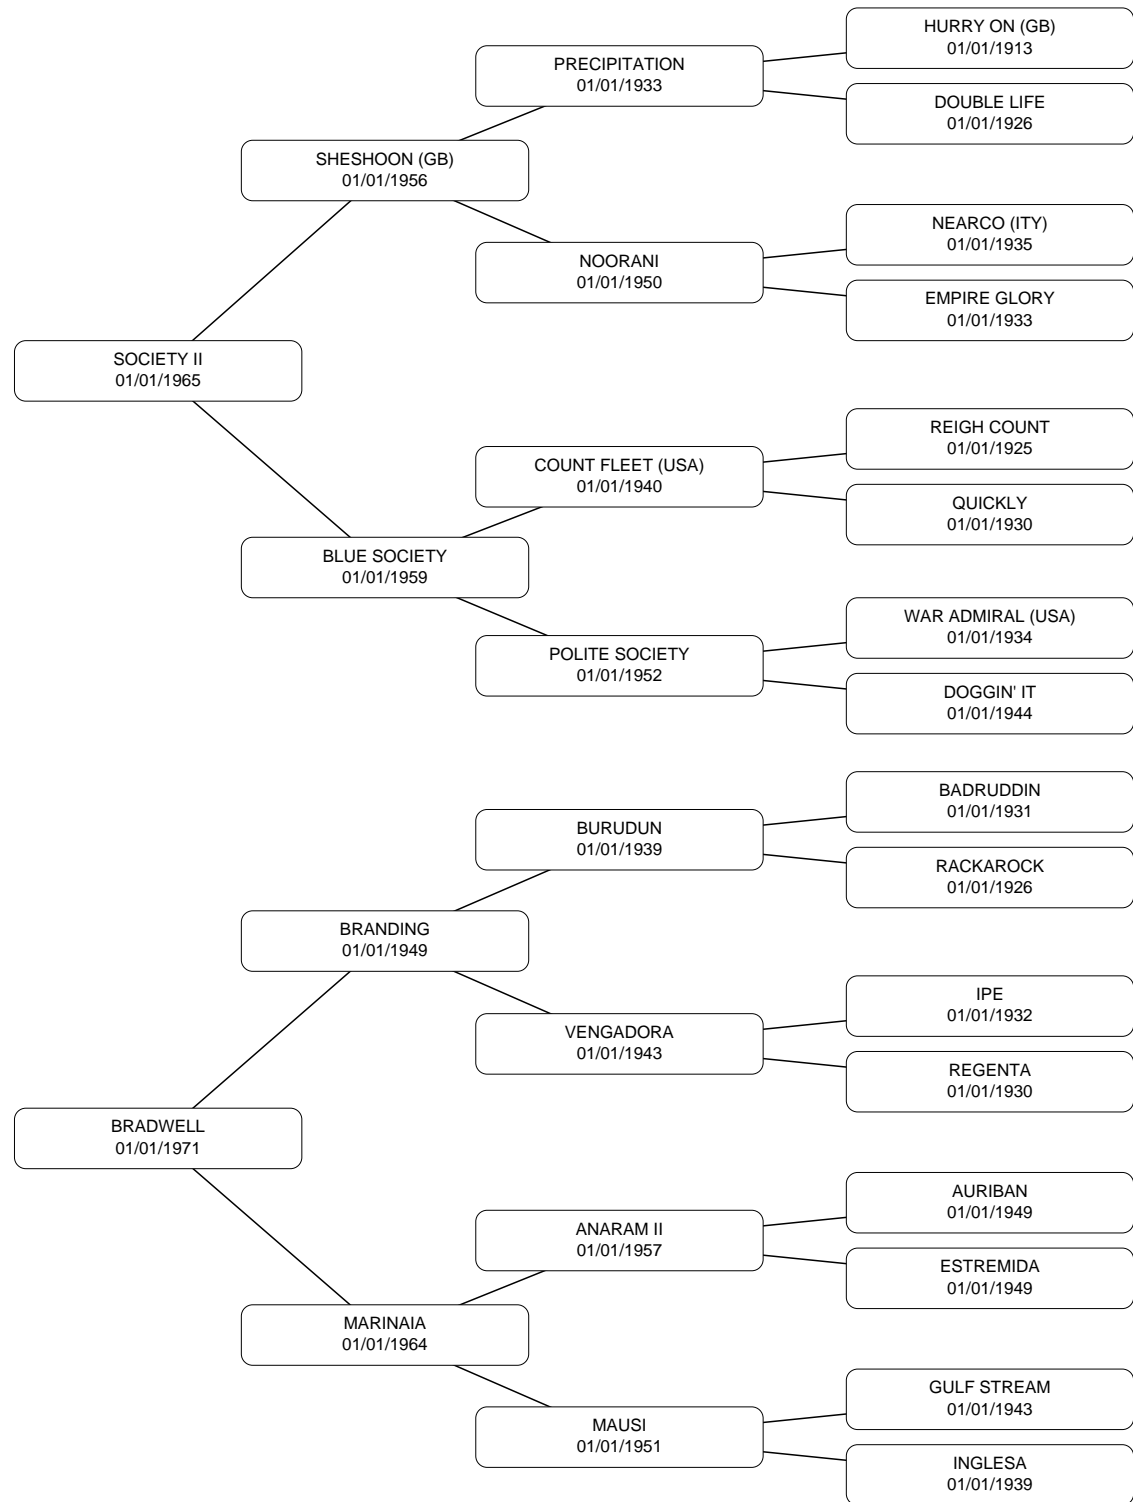 HURRY ON (GB)
01/01/1913
PRECIPITATION
01/01/1933
DOUBLE LIFE
01/01/1926
SHESHOON (GB)
01/01/1956
NEARCO (ITY)
01/01/1935
NOORANI
01/01/1950
EMPIRE GLORY
01/01/1933
SOCIETY II
01/01/1965
REIGH COUNT
01/01/1925
COUNT FLEET (USA)
01/01/1940
QUICKLY
01/01/1930
BLUE SOCIETY
01/01/1959
WAR ADMIRAL (USA)
01/01/1934
POLITE SOCIETY
01/01/1952
DOGGIN' IT
01/01/1944
BADRUDDIN
01/01/1931
BURUDUN
01/01/1939
RACKAROCK
01/01/1926
BRANDING
01/01/1949
IPE
01/01/1932
VENGADORA
01/01/1943
REGENTA
01/01/1930
BRADWELL
01/01/1971
AURIBAN
01/01/1949
ANARAM II
01/01/1957
ESTREMIDA
01/01/1949
MARINAIA
01/01/1964
GULF STREAM
01/01/1943
MAUSI
01/01/1951
INGLESA
01/01/1939